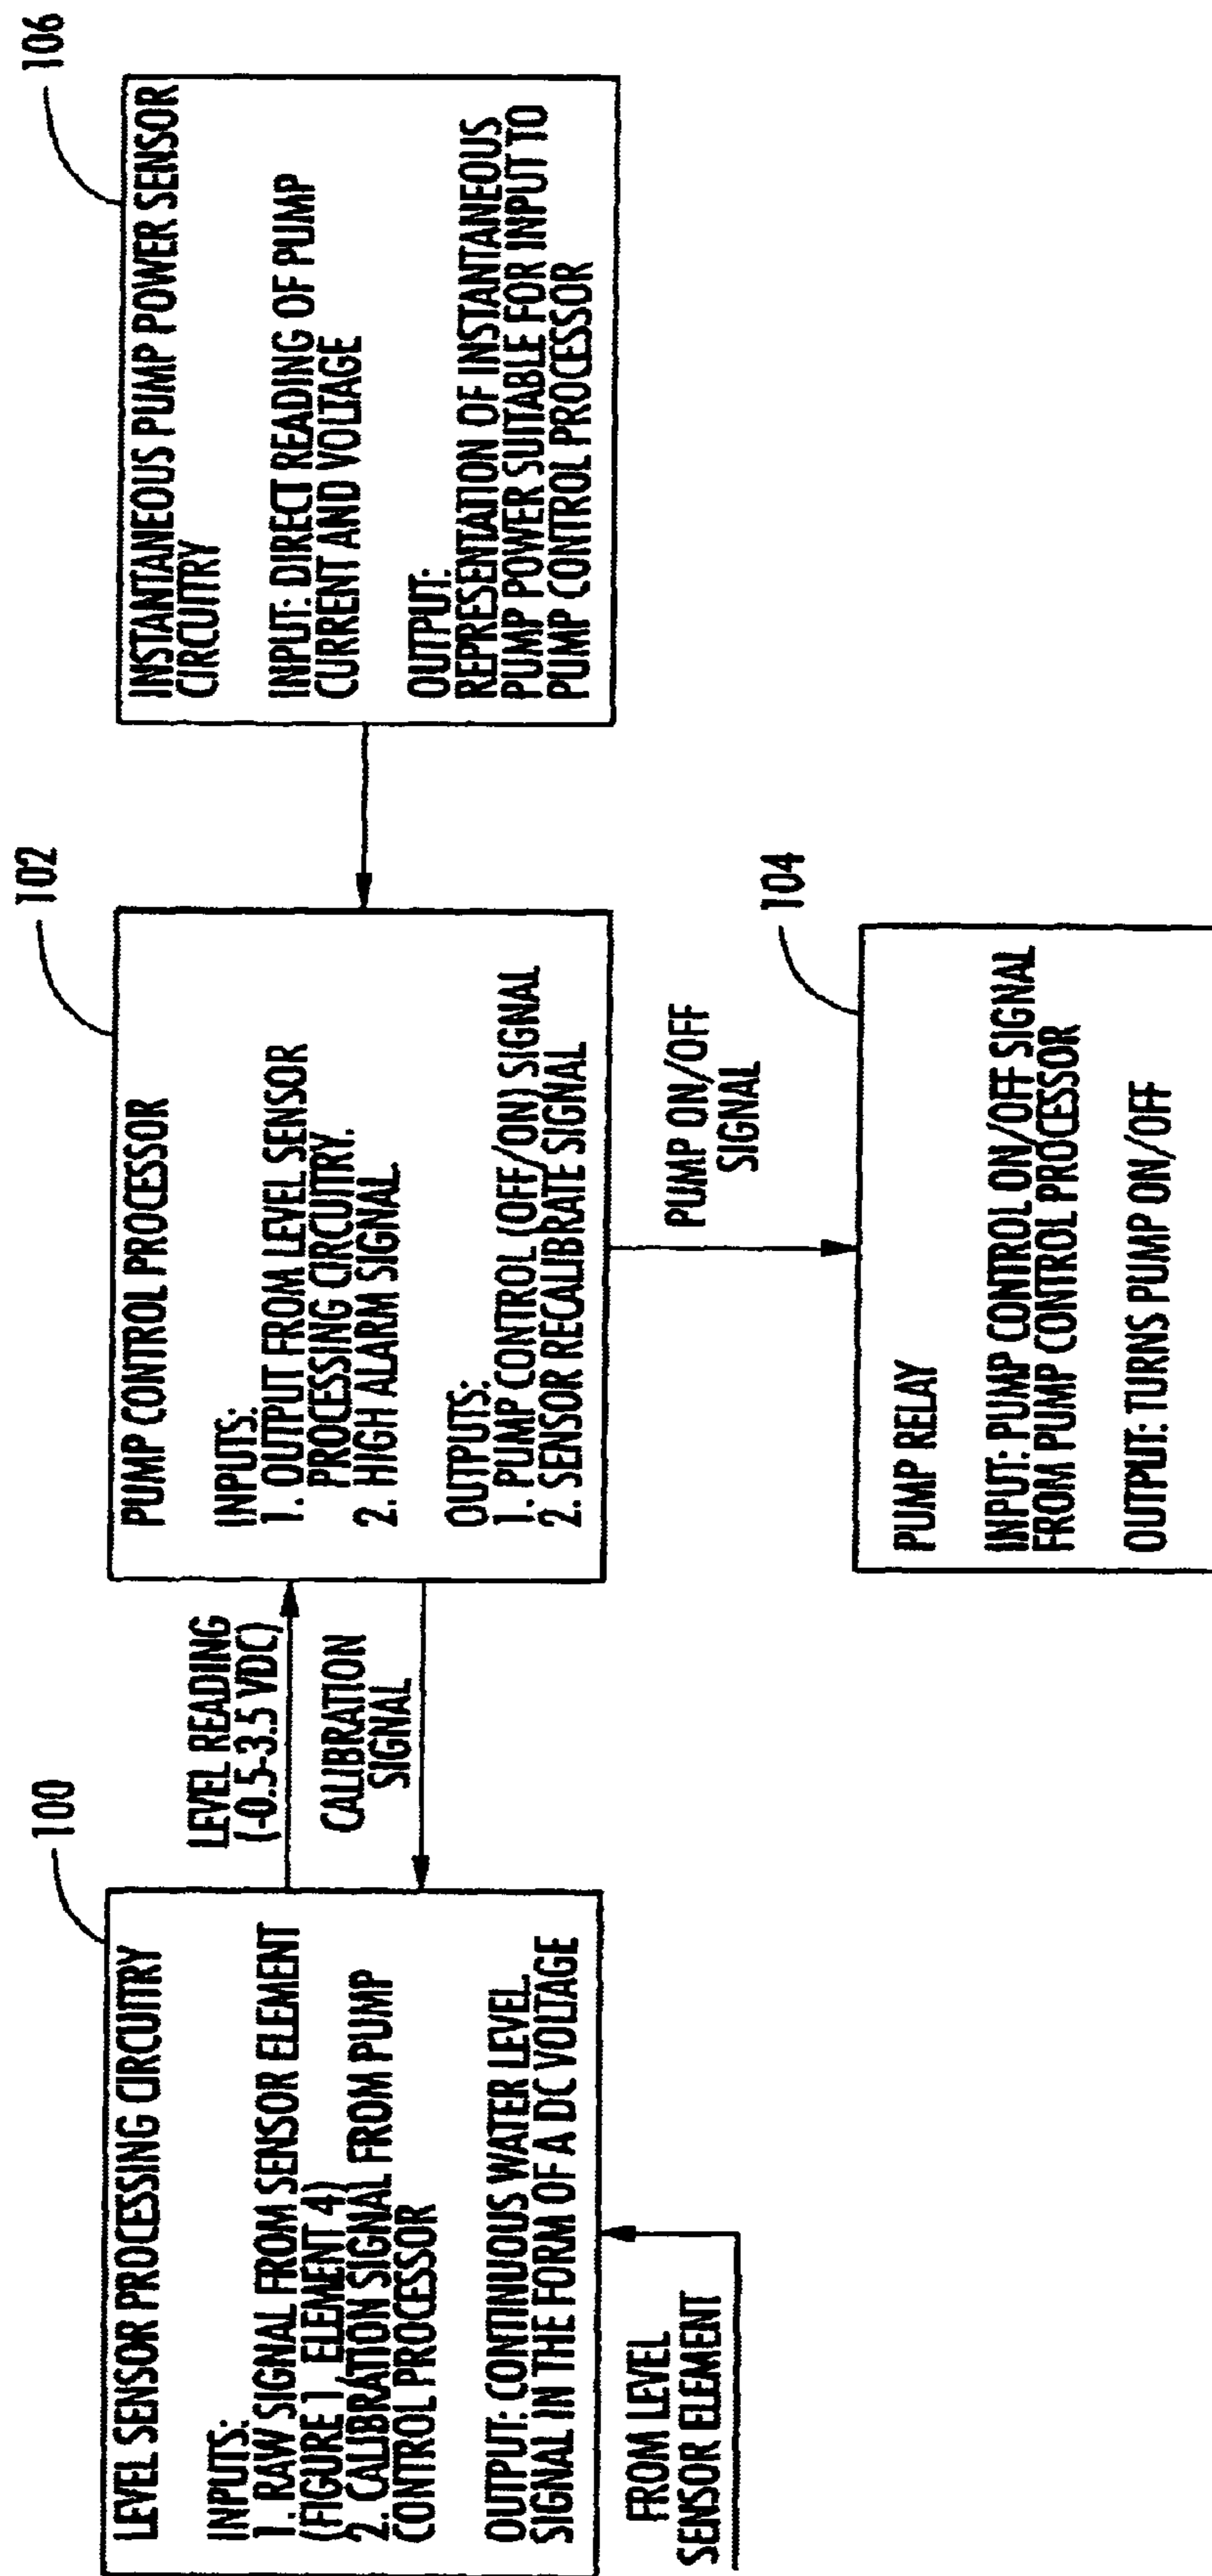 100
LEVEL SENSOR PROCESSING CIRCUITRY
INPUTS:
1. RAW SIGNAL FROM SENSOR ELEMENT
(FIGURE 1 ELEMENT 4)
2. CALIBRATION SIGNAL FROM PUMP
CONTROL PROCESSOR
OUTPUT: CONTINUOUS WATER LEVEL
SIGNAL IN THE FORM OF A DC VOLTAGE
FROM LEVEL
SENSOR ELEMENT
LEVEL READING
(-0.5-3.5 VDC)
CALIBRATION
SIGNAL
102
PUMP CONTROL PROCESSOR
INPUTS:
1. OUTPUT FROM LEVEL SENSOR
PROCESSING CIRCUITRY.
2. HIGH ALARM SIGNAL
OUTPUTS:
1. PUMP CONTROL (OFF/ON) SIGNAL
2. SENSOR RECALIBRATE SIGNAL
PUMP ON/OFF
SIGNAL
104
PUMP RELAY
INPUT: PUMP CONTROL ON/OFF SIGNAL
FROM PUMP CONTROL PROCESSOR
OUTPUT: TURNS PUMP ON/OFF
106
INSTANTANEOUS PUMP POWER SENSOR
CIRCUITRY
INPUT: DIRECT READING OF PUMP
CURRENT AND VOLTAGE
OUTPUT:
REPRESENTATION OF INSTANTANEOUS
PUMP POWER SUITABLE FOR INPUT TO
PUMP CONTROL PROCESSOR